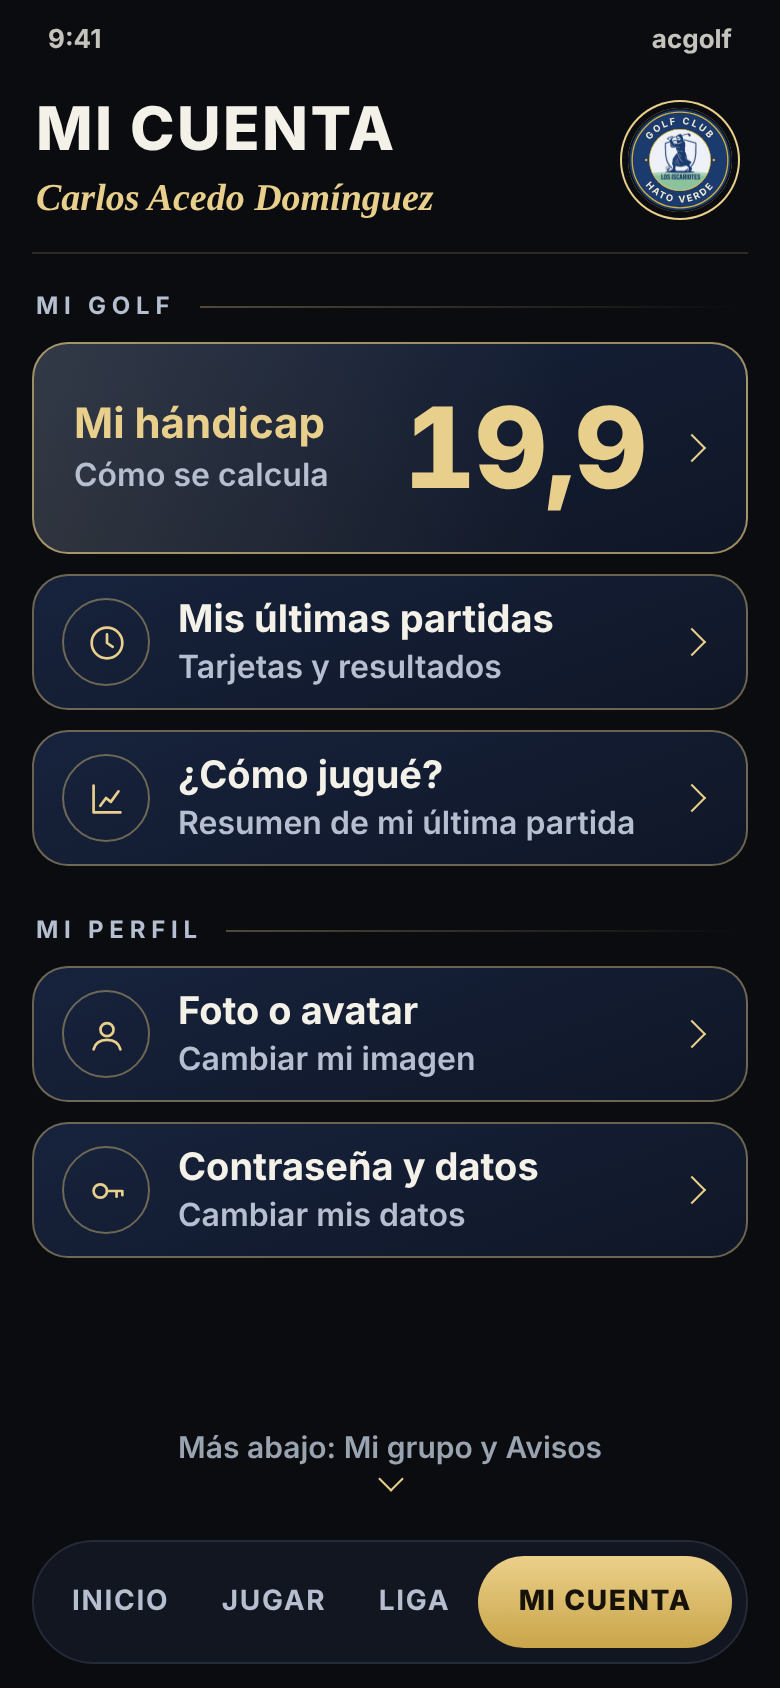 9:41
acgolf
MI CUENTA
Carlos Acedo Domínguez
GOLF CLUB
LOS ISCARIOTES
HATO VERDE
MI GOLF
Mi hándicap
Cómo se calcula
19,9
Mis últimas partidas
Tarjetas y resultados
¿Cómo jugué?
Resumen de mi última partida
MI PERFIL
Foto o avatar
Cambiar mi imagen
Contraseña y datos
Cambiar mis datos
Más abajo: Mi grupo y Avisos
INICIO
JUGAR
LIGA
MI CUENTA